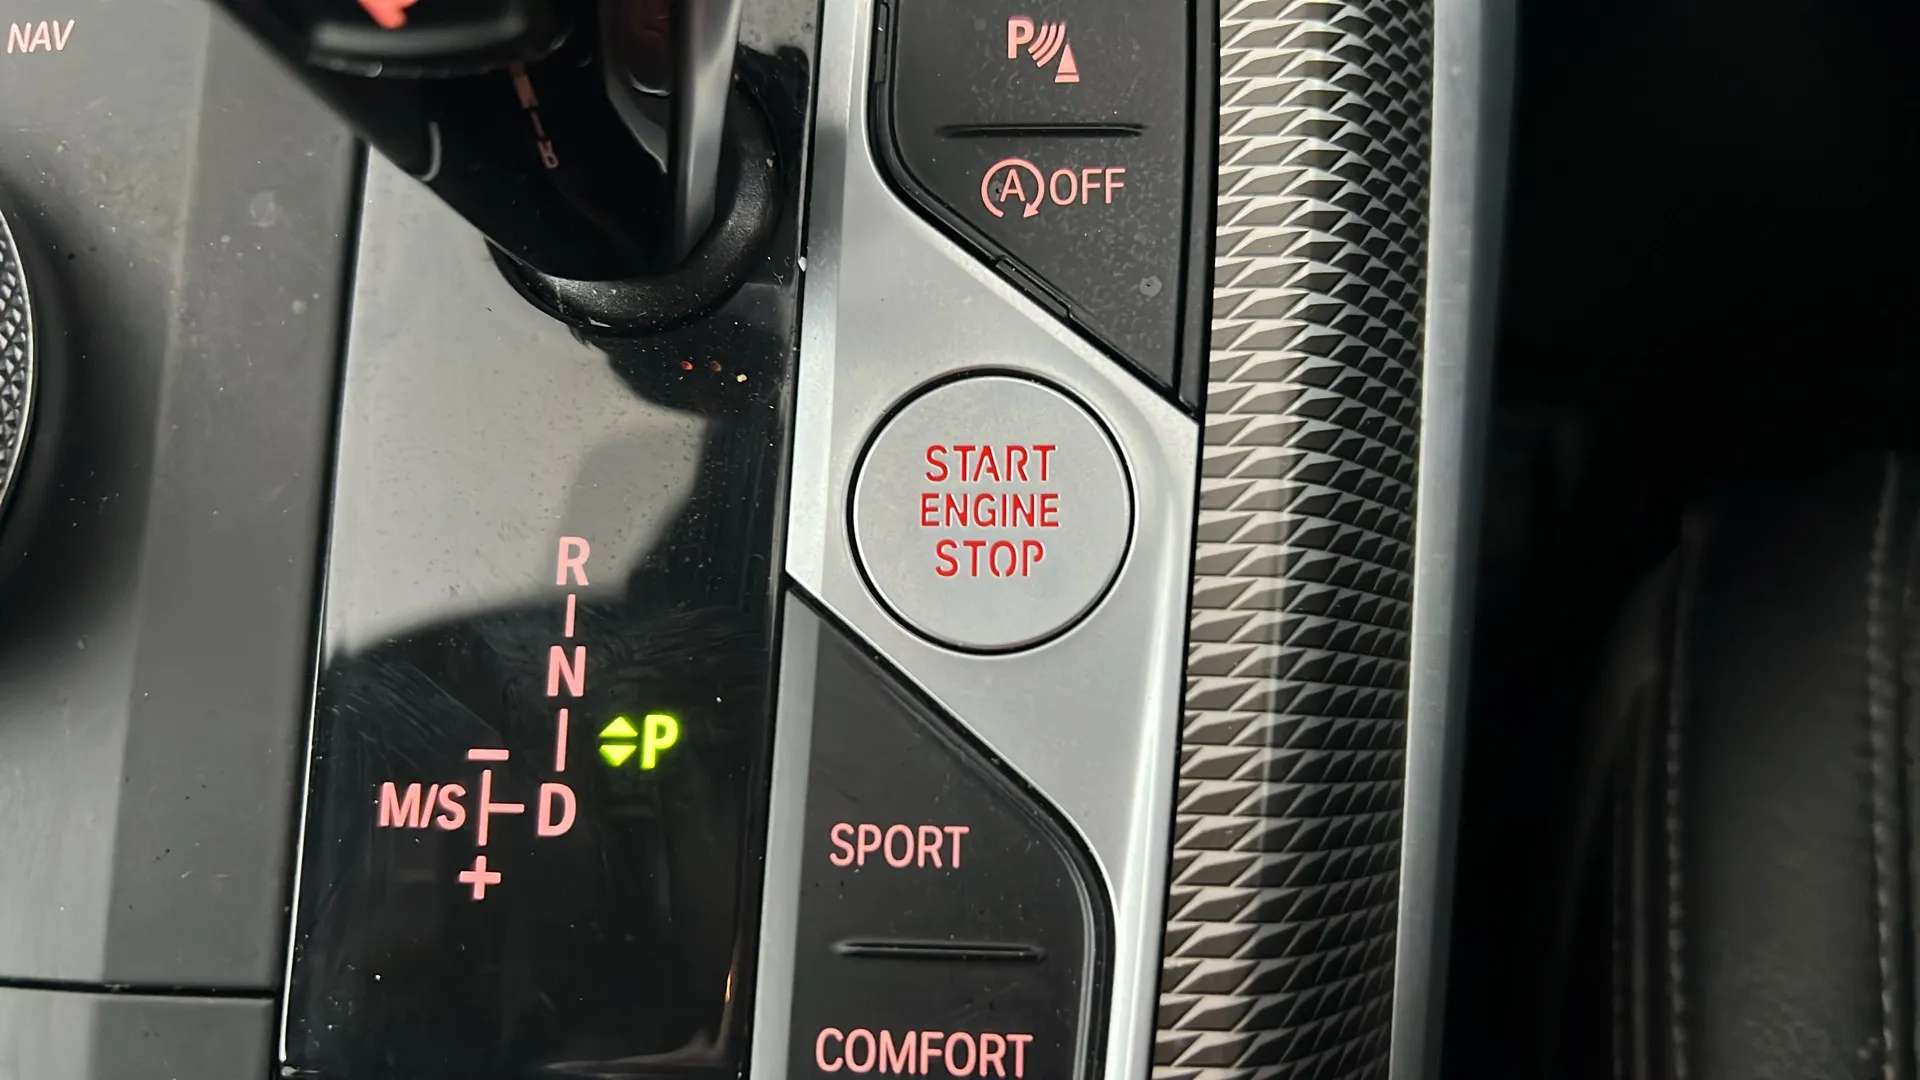 NAV
P
A OFF
START
ENGINE
STOP
R
N
P
M/S D
+
SPORT
COMFORT